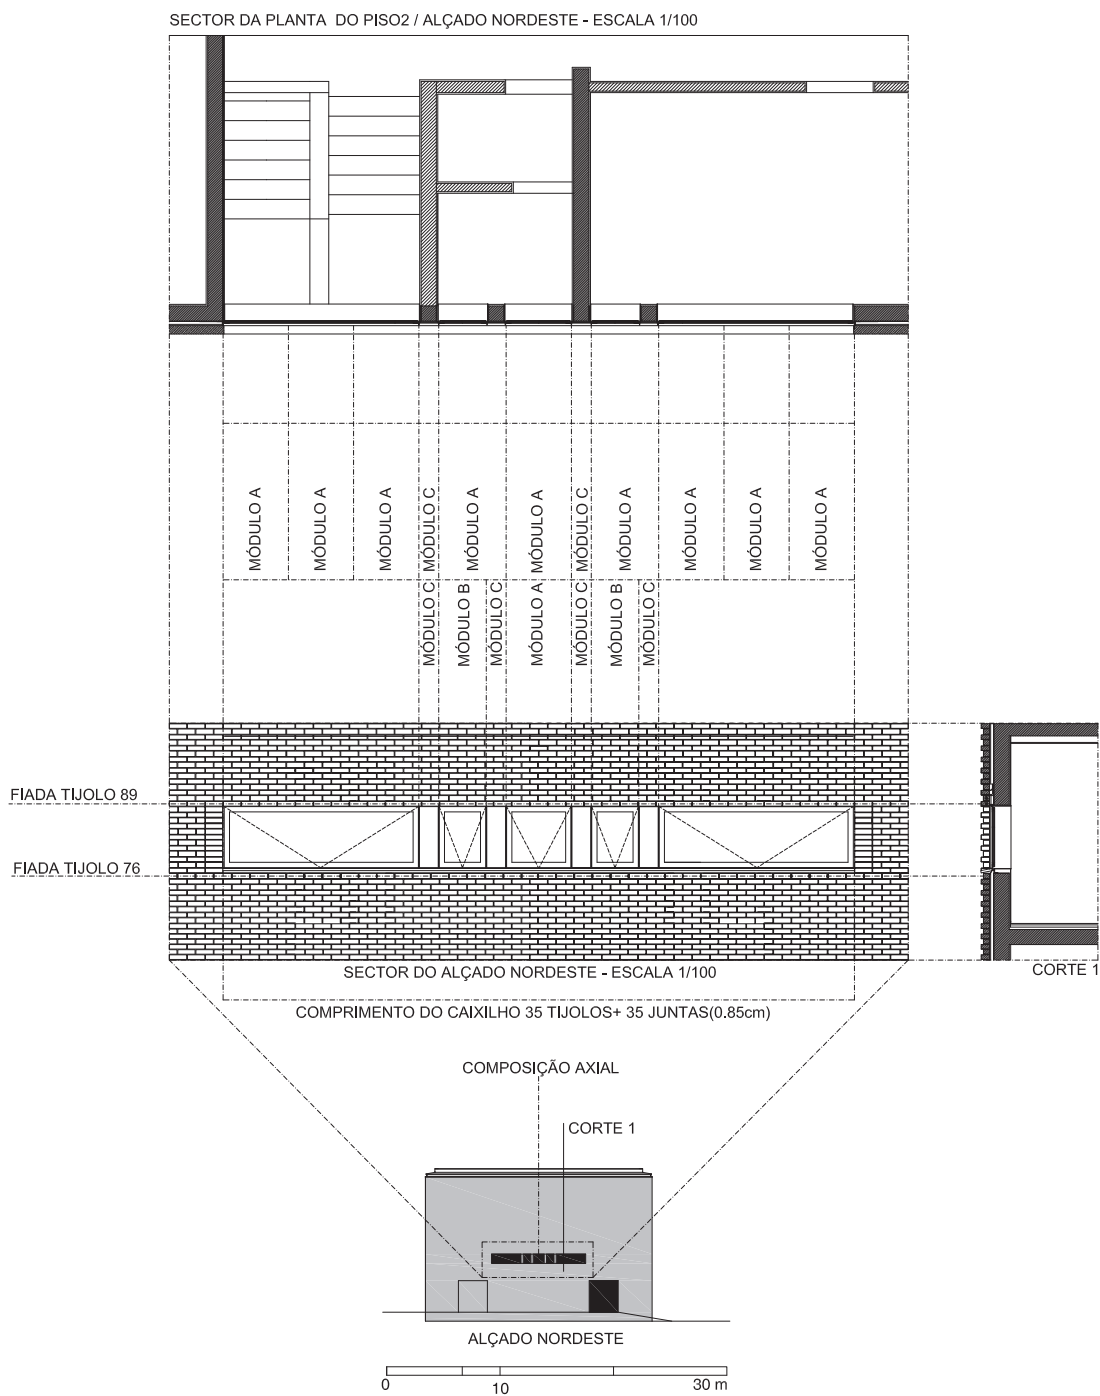 SECTOR DA PLANTA DO PISO2 / ALÇADO NORDESTE - ESCALA 1/100
MÓDULO A
MÓDULO A
MÓDULO A
MÓDULO C
MÓDULO A
MÓDULO A
MÓDULO C
MÓDULO A
MÓDULO A
MÓDULO A
MÓDULO A
MÓDULO C
MÓDULO B
MÓDULO C
MÓDULO A
MÓDULO C
MÓDULO B
MÓDULO C
FIADA TIJOLO 89
FIADA TIJOLO 76
SECTOR DO ALÇADO NORDESTE - ESCALA 1/100
CORTE 1
COMPRIMENTO DO CAIXILHO 35 TIJOLOS+ 35 JUNTAS(0.85cm)
COMPOSIÇÃO AXIAL
CORTE 1
ALÇADO NORDESTE
0 10 30 m